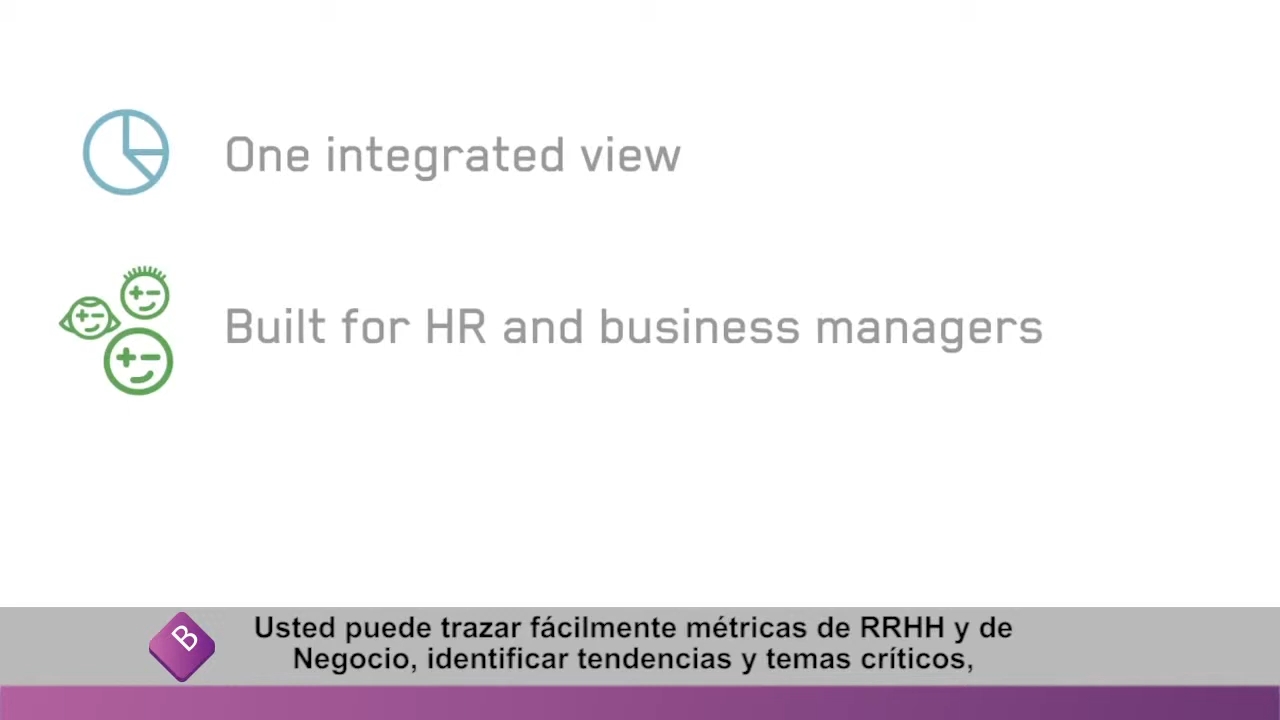 One integrated view
Built for HR and business managers
B
Usted puede trazar fácilmente métricas de RRHH y de
Negocio, identificar tendencias y temas críticos,